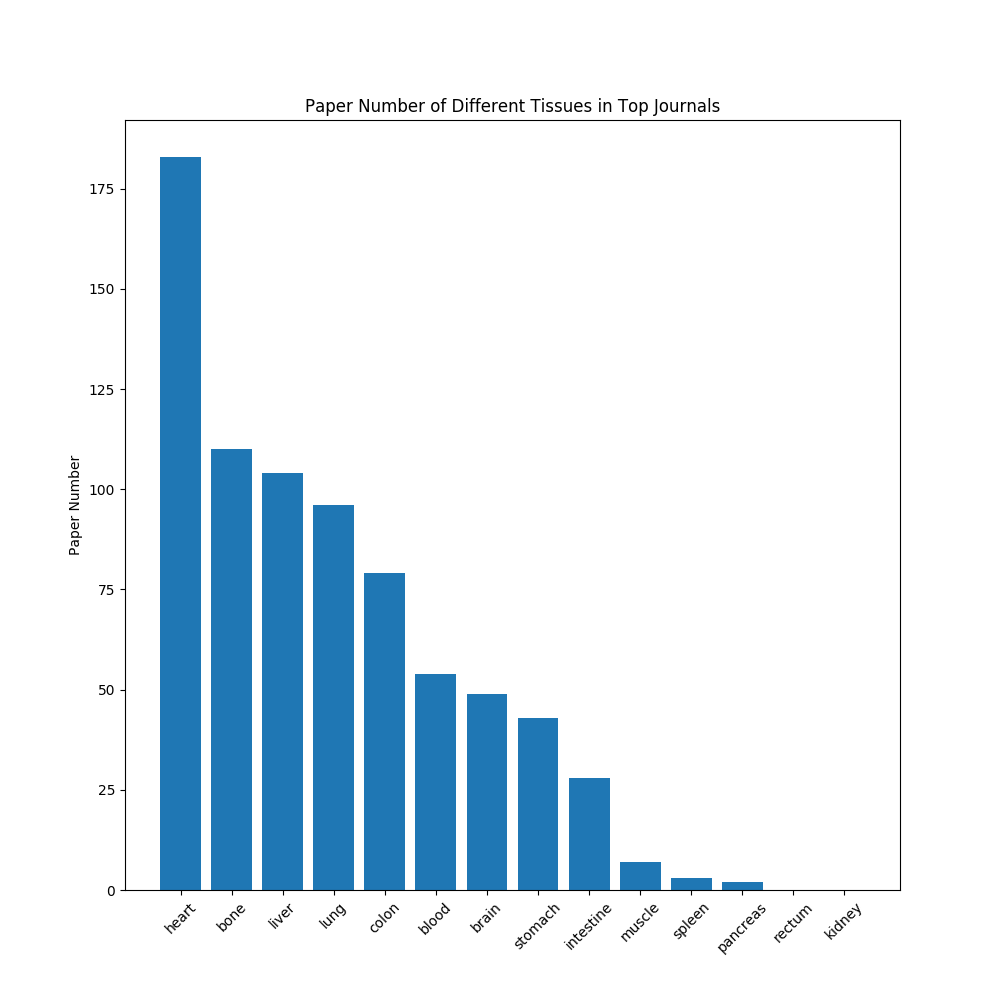 Paper Number of Different Tissues in Top Journals
175
150
125
100
75
50
25
0
Paper Number
heart
bone
liver
lung
colon
blood
brain
stomach
intestine
muscle
spleen
pancreas
rectum
kidney